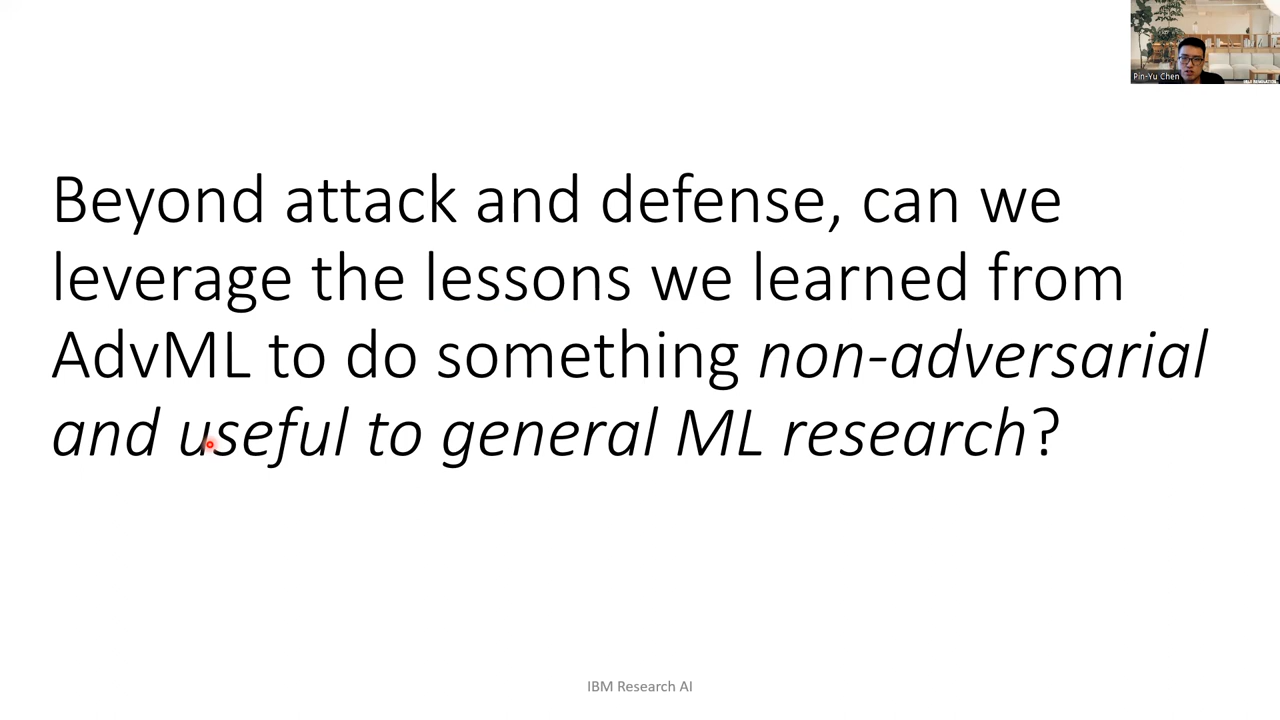 Pin-Yu Chen
Beyond attack and defense, can we
leverage the lessons we learned from
AdvML to do something non-adversarial
and useful to general ML research?
IBM Research AI